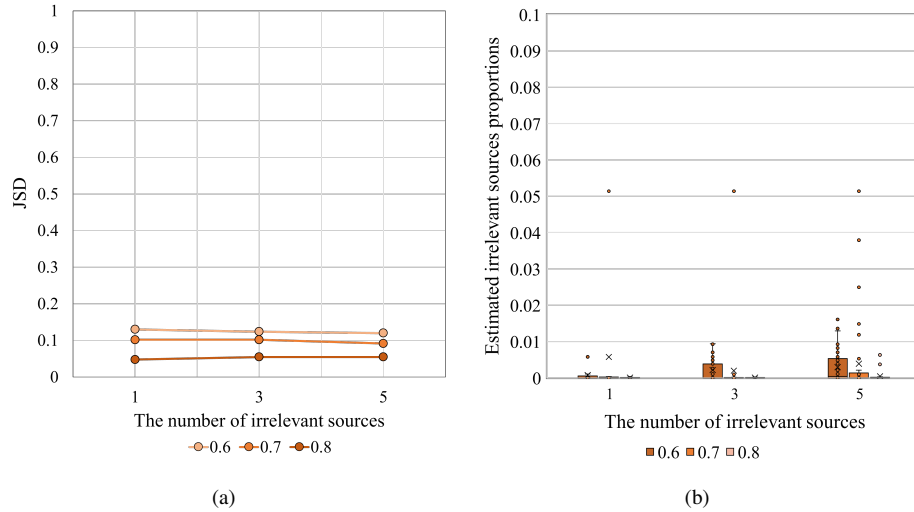 1
0.9
0.8
0.7
0.6
0.5
0.4
0.3
0.2
0.1
0
JSD
1 3 5
The number of irrelevant sources
0.6 0.7 0.8
(a)
0.1
0.09
0.08
0.07
0.06
0.05
0.04
0.03
0.02
0.01
0
Estimated irrelevant sources proportions
1 3 5
The number of irrelevant sources
0.6 0.7 0.8
(b)